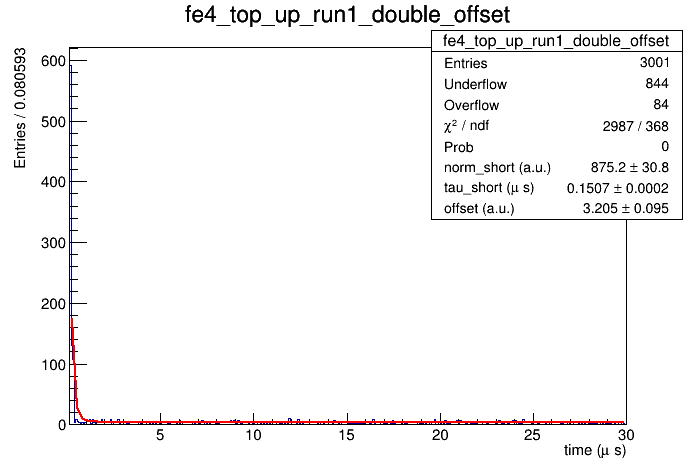 fe4_top_up_run1_double_offset
fe4_top_up_run1_double_offset
Entries 3001
Underflow 844
Overflow 84
χ² / ndf 2987 / 368
Prob 0
norm_short (a.u.) 875.2 ± 30.8
tau_short (μ s) 0.1507 ± 0.0002
offset (a.u.) 3.205 ± 0.095
Entries / 0.080593
600
500
400
300
200
100
0
5 10 15 20 25 30
time (μ s)